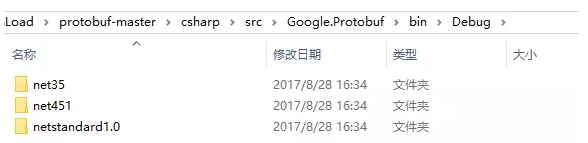 Load > protobuf-master > csharp > src > Google.Protobuf > bin > Debug >
名称 修改日期 类型 大小
net35 2017/8/28 16:34 文件夹
net451 2017/8/28 16:34 文件夹
netstandard1.0 2017/8/28 16:34 文件夹